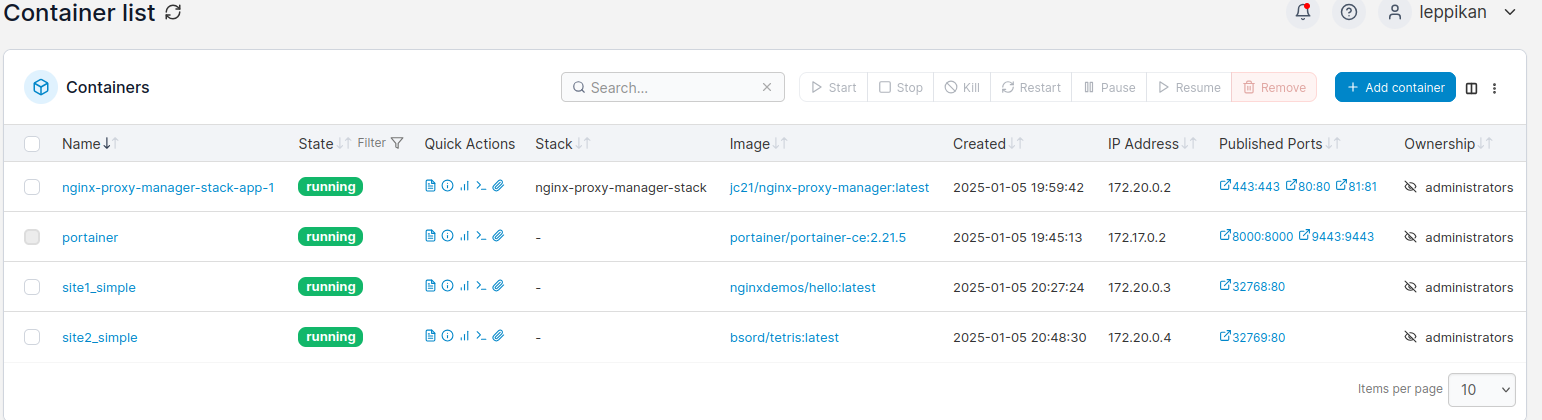 Container list
leppikan
Containers
Search...
Start Stop Kill Restart Pause Resume Remove
Add container
Name State Filter Quick Actions Stack Image Created IP Address Published Ports Ownership
nginx-proxy-manager-stack-app-1 running nginx-proxy-manager-stack jc21/nginx-proxy-manager:latest 2025-01-05 19:59:42 172.20.0.2 443:443 80:80 81:81 administrators
portainer running - portainer/portainer-ce:2.21.5 2025-01-05 19:45:13 172.17.0.2 8000:8000 9443:9443 administrators
site1_simple running - nginxdemos/hello:latest 2025-01-05 20:27:24 172.20.0.3 32768:80 administrators
site2_simple running - bsord/tetris:latest 2025-01-05 20:48:30 172.20.0.4 32769:80 administrators
Items per page 10